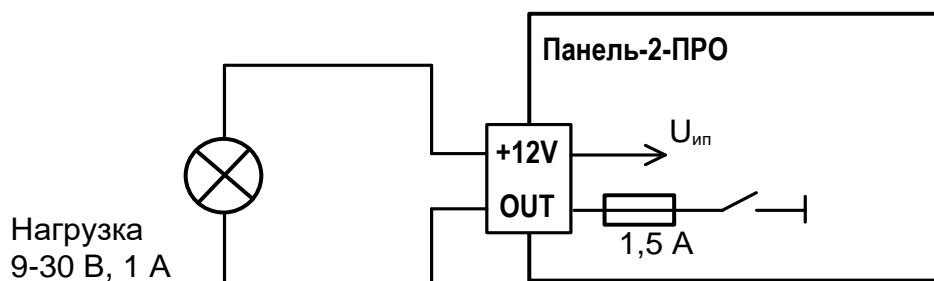 Панель-2-ПРО
+12V
Uип
OUT
1,5 А
Нагрузка
9-30 В, 1 А